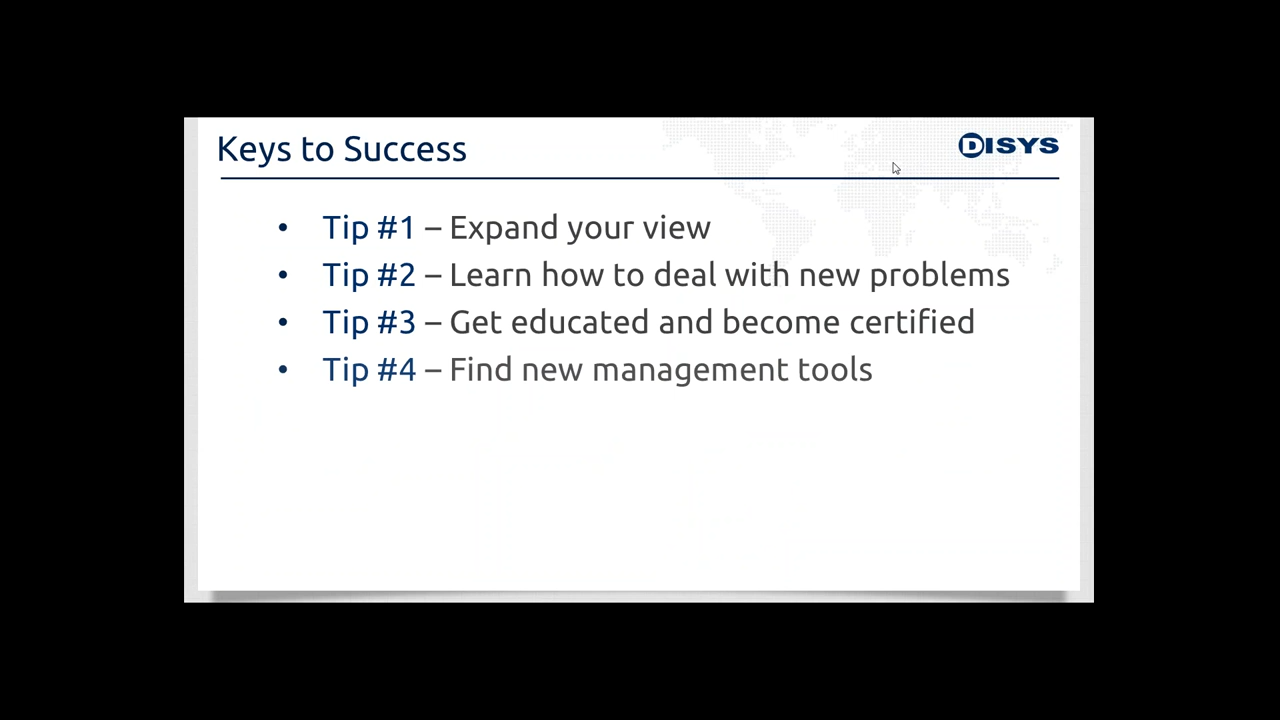 Keys to Success
DISYS
• Tip #1 – Expand your view
• Tip #2 – Learn how to deal with new problems
• Tip #3 – Get educated and become certified
• Tip #4 – Find new management tools